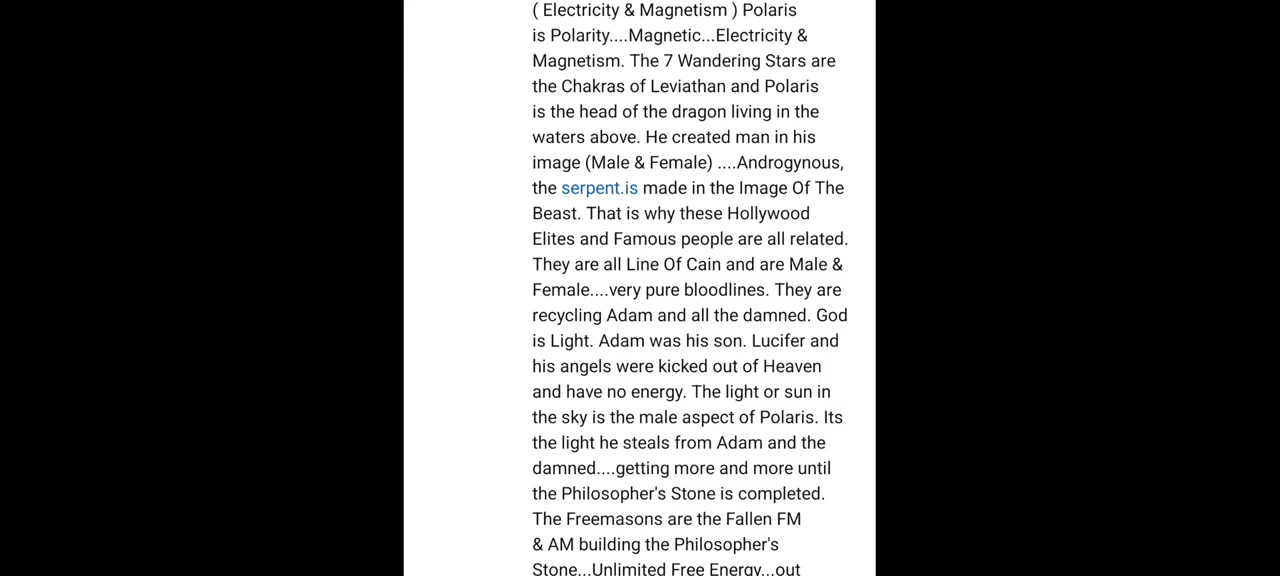 ( Electricity & Magnetism ) Polaris
is Polarity....Magnetic...Electricity &
Magnetism. The 7 Wandering Stars are
the Chakras of Leviathan and Polaris
is the head of the dragon living in the
waters above. He created man in his
image (Male & Female) ....Androgynous,
the serpent.is made in the Image Of The
Beast. That is why these Hollywood
Elites and Famous people are all related.
They are all Line Of Cain and are Male &
Female....very pure bloodlines. They are
recycling Adam and all the damned. God
is Light. Adam was his son. Lucifer and
his angels were kicked out of Heaven
and have no energy. The light or sun in
the sky is the male aspect of Polaris. Its
the light he steals from Adam and the
damned....getting more and more until
the Philosopher's Stone is completed.
The Freemasons are the Fallen FM
& AM building the Philosopher's
Stone...Unlimited Free Energy...out